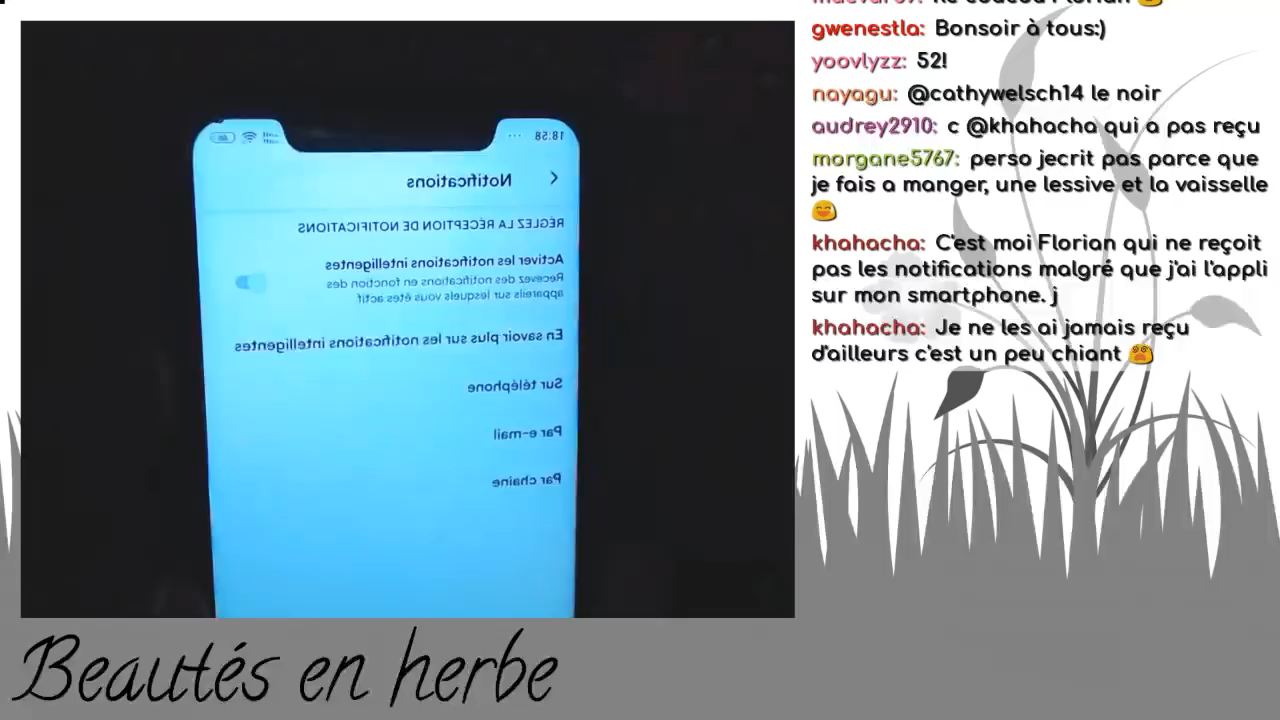 18:58
Notifications
RÉGLEZ LA RÉCEPTION DE NOTIFICATIONS
Activer les notifications intelligentes
Recevez des notifications en fonction des
appareils sur lesquels vous êtes actif.
En savoir plus sur les notifications intelligentes
Sur téléphone
Par e-mail
Par chaîne
gwenestla: Bonsoir à tous:)
yoovlyzz: 52!
nayagu: @cathywelsch14 le noir
audrey2910: c @khahacha qui a pas reçu
morgane5767: perso jecrit pas parce que
je fais a manger, une lessive et la vaisselle
khahacha: C'est moi Florian qui ne reçoit
pas les notifications malgré que j'ai l'appli
sur mon smartphone. j
khahacha: Je ne les ai jamais reçu
d'ailleurs c'est un peu chiant
Beautés en herbe